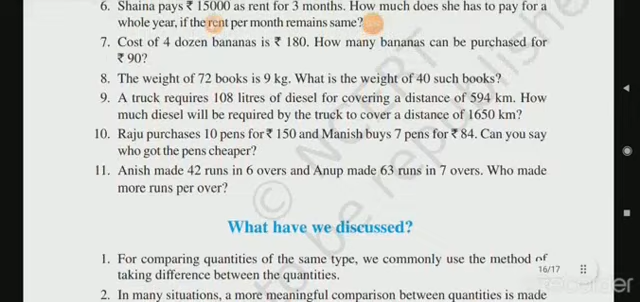 6. Shaina pays ₹ 15000 as rent for 3 months. How much does she has to pay for a
whole year, if the rent per month remains same?
7. Cost of 4 dozen bananas is ₹ 180. How many bananas can be purchased for
₹ 90?
8. The weight of 72 books is 9 kg. What is the weight of 40 such books?
9. A truck requires 108 litres of diesel for covering a distance of 594 km. How
much diesel will be required by the truck to cover a distance of 1650 km?
10. Raju purchases 10 pens for ₹ 150 and Manish buys 7 pens for ₹ 84. Can you say
who got the pens cheaper?
11. Anish made 42 runs in 6 overs and Anup made 63 runs in 7 overs. Who made
more runs per over?
© NCERT
to be republishe
What have we discussed?
1. For comparing quantities of the same type, we commonly use the method of
taking difference between the quantities.
16/17
2. In many situations, a more meaningful comparison between quantities is made